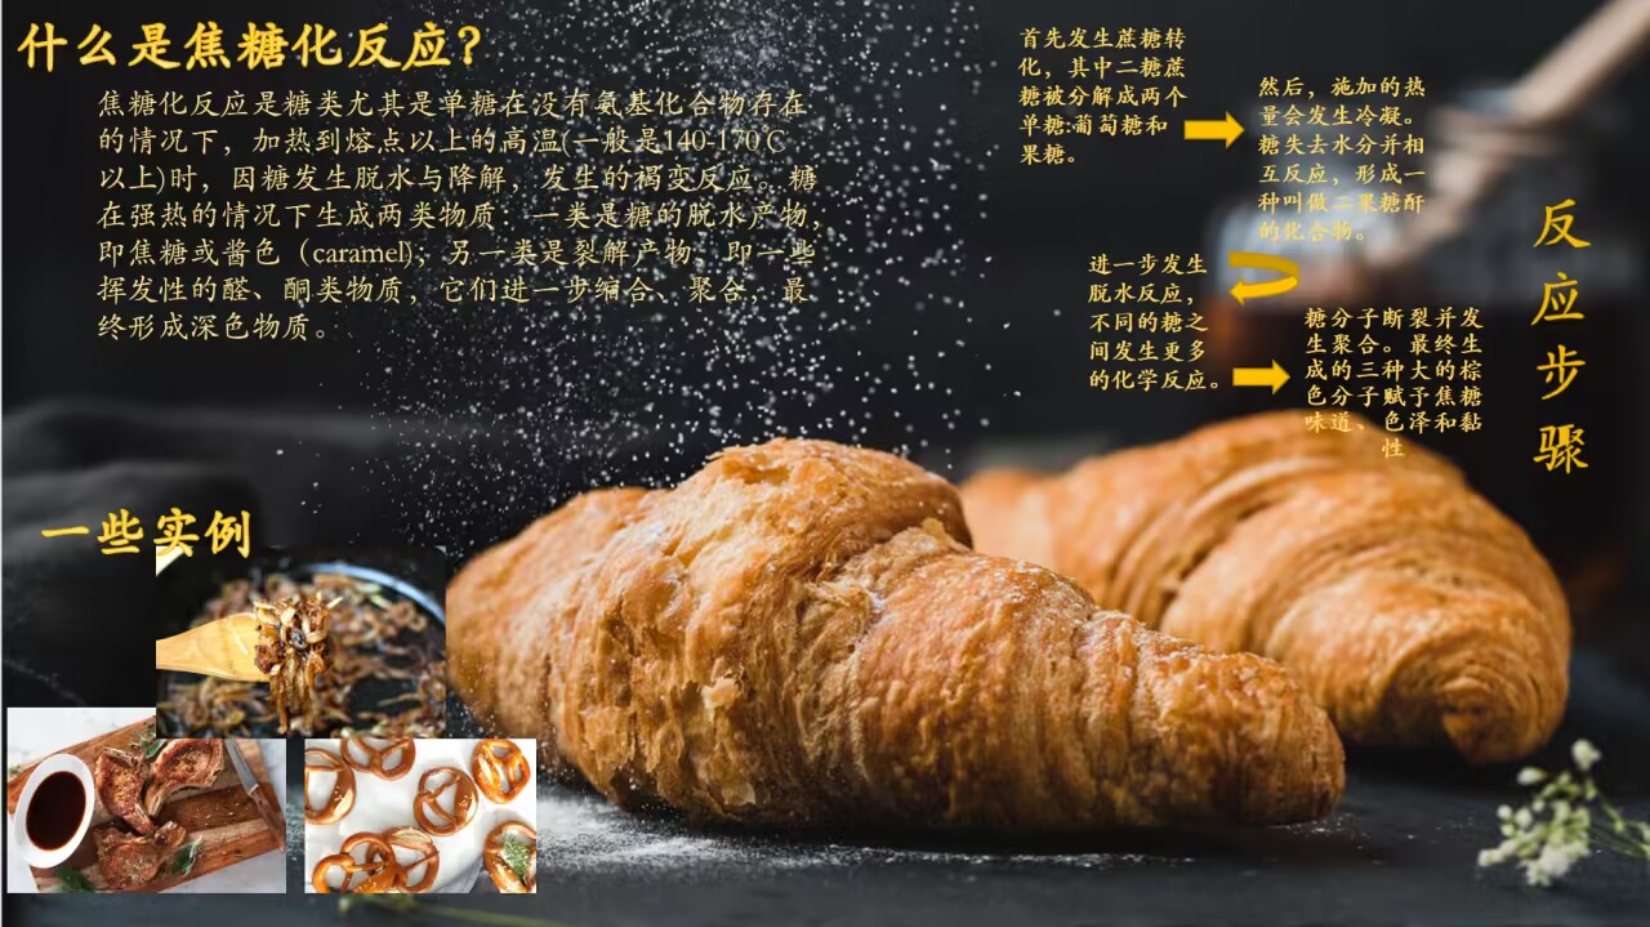 什么是焦糖化反应?
焦糖化反应是糖类尤其是单糖在没有氨基化合物存在
的情况下，加热到熔点以上的高温(一般是140-170℃
以上)时，因糖发生脱水与降解，发生的褐变反应。糖
在强热的情况下生成两类物质：一类是糖的脱水产物，
即焦糖或酱色（caramel)；另一类是裂解产物，即一些
挥发性的醛、酮类物质，它们进一步缩合、聚合，最
终形成深色物质。
首先发生蔗糖转
化，其中二糖蔗
糖被分解成两个
单糖:葡萄糖和
果糖。
然后，施加的热
量会发生冷凝。
糖失去水分并相
互反应，形成一
种叫做二果糖酐
的化合物。
进一步发生
脱水反应，
不同的糖之
间发生更多
的化学反应。
糖分子断裂并发
生聚合。最终生
成的三种大的棕
色分子赋予焦糖
味道、色泽和黏
性
反
应
步
骤
一些实例